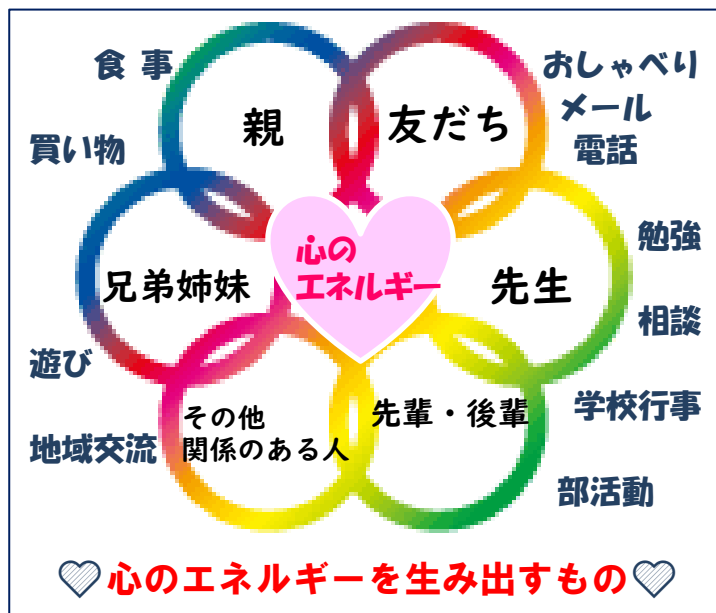 食 事
おしゃべり
メール
電話
買い物
親
友だち
勉強
心の
エネルギー
兄弟姉妹
先生
相談
遊び
学校行事
その他
関係のある人
先輩・後輩
地域交流
部活動
♡心のエネルギーを生み出すもの♡